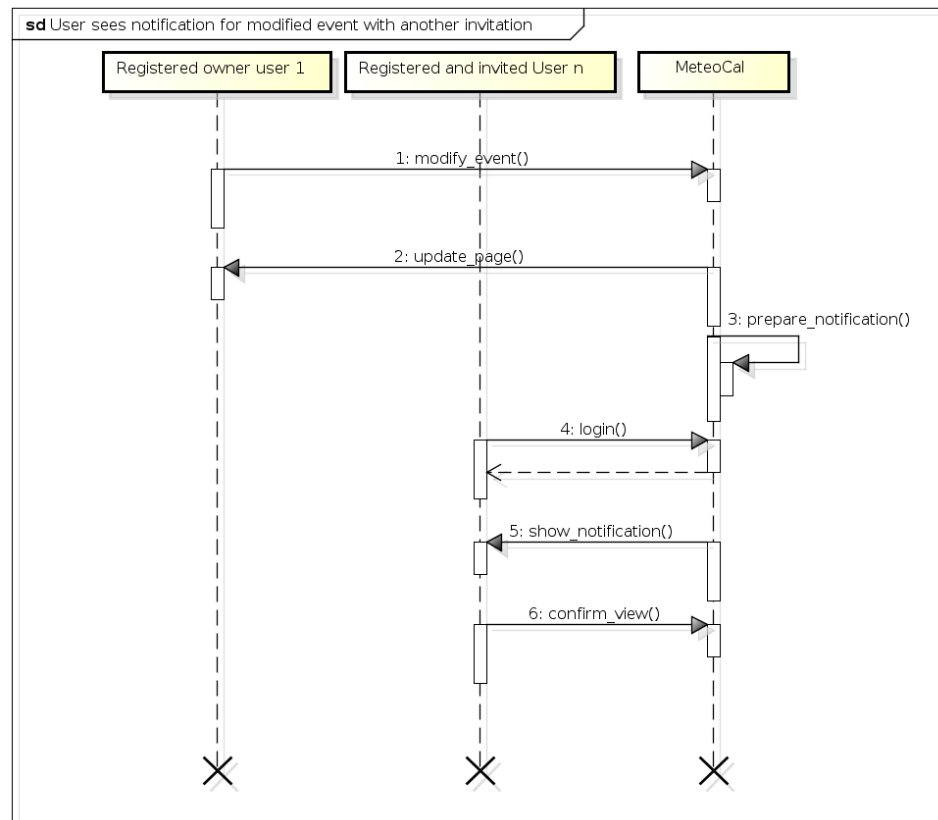 sd User sees notification for modified event with another invitation
Registered owner user 1
Registered and invited User n
MeteoCal
1: modify_event()
2: update_page()
3: prepare_notification()
4: login()
5: show_notification()
6: confirm_view()